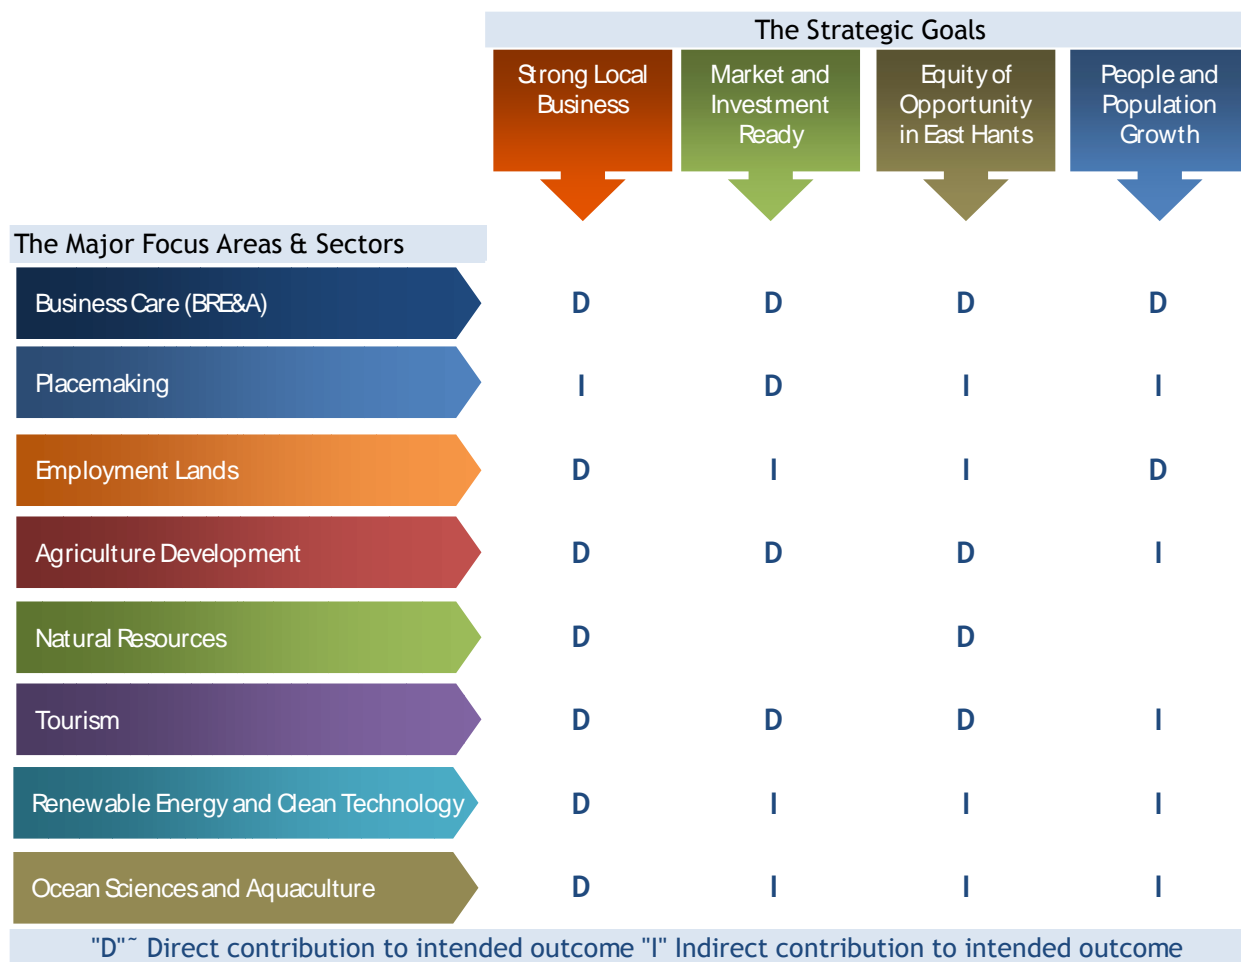 The Strategic Goals
Strong Local
Business
Market and
Investment
Ready
Equity of
Opportunity
in East Hants
People and
Population
Growth
The Major Focus Areas & Sectors
Business Care (BRE&A) D D D D
Placemaking I D I I
Employment Lands D I I D
Agriculture Development D D D I
Natural Resources D D
Tourism D D D I
Renewable Energy and Clean Technology D I I I
Ocean Sciences and Aquaculture D I I I
"D"˜ Direct contribution to intended outcome "I" Indirect contribution to intended outcome